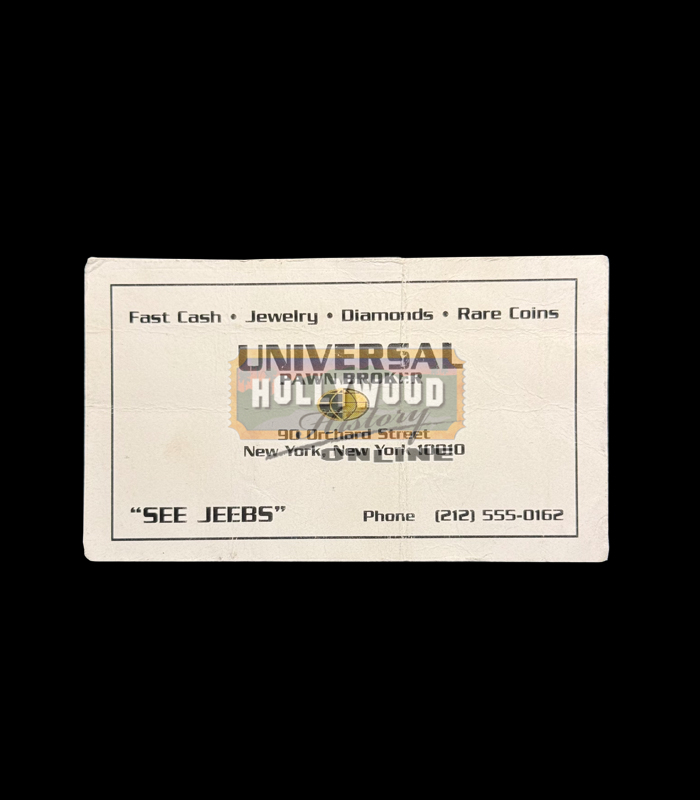 Fast Cash • Jewelry • Diamonds • Rare Coins
UNIVERSAL
PAWN BROKER
HOLLYWOOD
History
90 Orchard Street
New York, New York 10010
ONLINE
“SEE JEEBS”
Phone (212) 555-0162